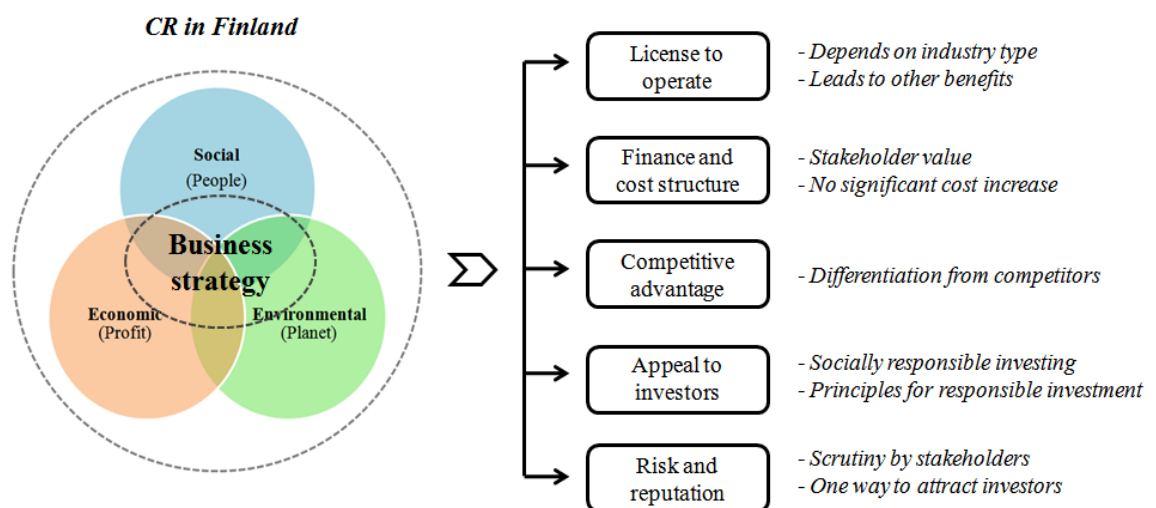 CR in Finland
Social
(People)
Business
strategy
Economic
(Profit)
Environmental
(Planet)
License to
operate
- Depends on industry type
- Leads to other benefits
Finance and
cost structure
- Stakeholder value
- No significant cost increase
Competitive
advantage
- Differentiation from competitors
Appeal to
investors
- Socially responsible investing
- Principles for responsible investment
Risk and
reputation
- Scrutiny by stakeholders
- One way to attract investors